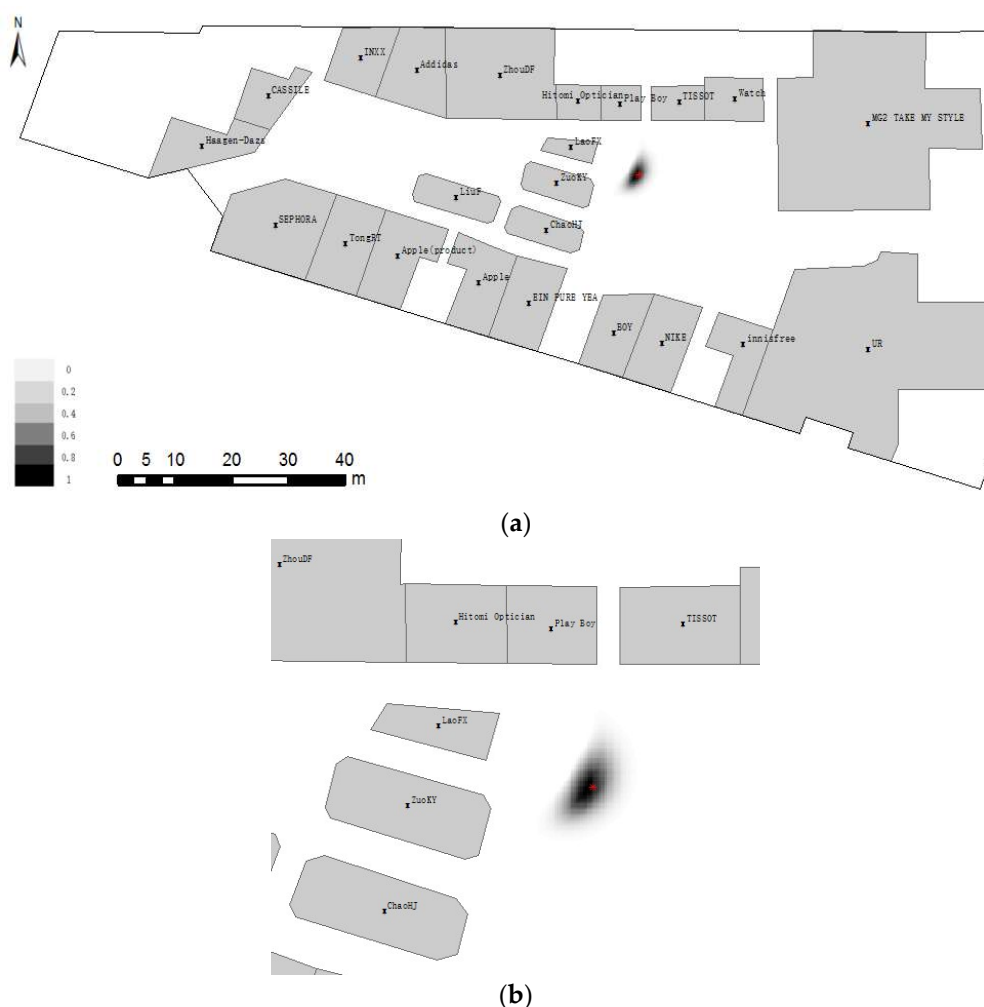 N
INXX
Addidas
ZhouDF
CASSILE
Hitomi Optician
Play Boy
TISSOT
Watch
MG2 TAKE MY STYLE
Haagen-Dazs
LaoFX
ZuoKY
LiuF
SEPHORA
ChaoHJ
TongRT
Apple(product)
Apple
EIN PURE YEA
BOY
NIKE
innisfree
UR
0
0.2
0.4
0.6
0.8
1
0 5 10 20 30 40
m
(a)
ZhouDF
Hitomi Optician
Play Boy
TISSOT
LaoFX
ZuoKY
ChaoHJ
(b)